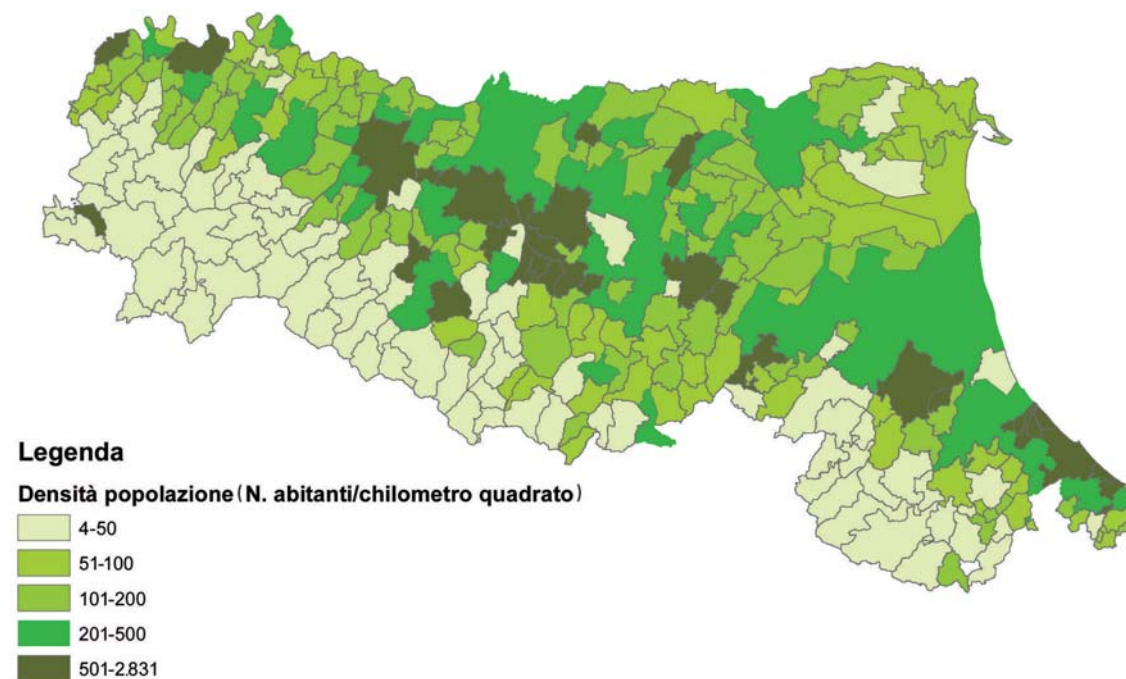 Legenda
Densità popolazione (N. abitanti/chilometro quadrato)
4-50
51-100
101-200
201-500
501-2.831